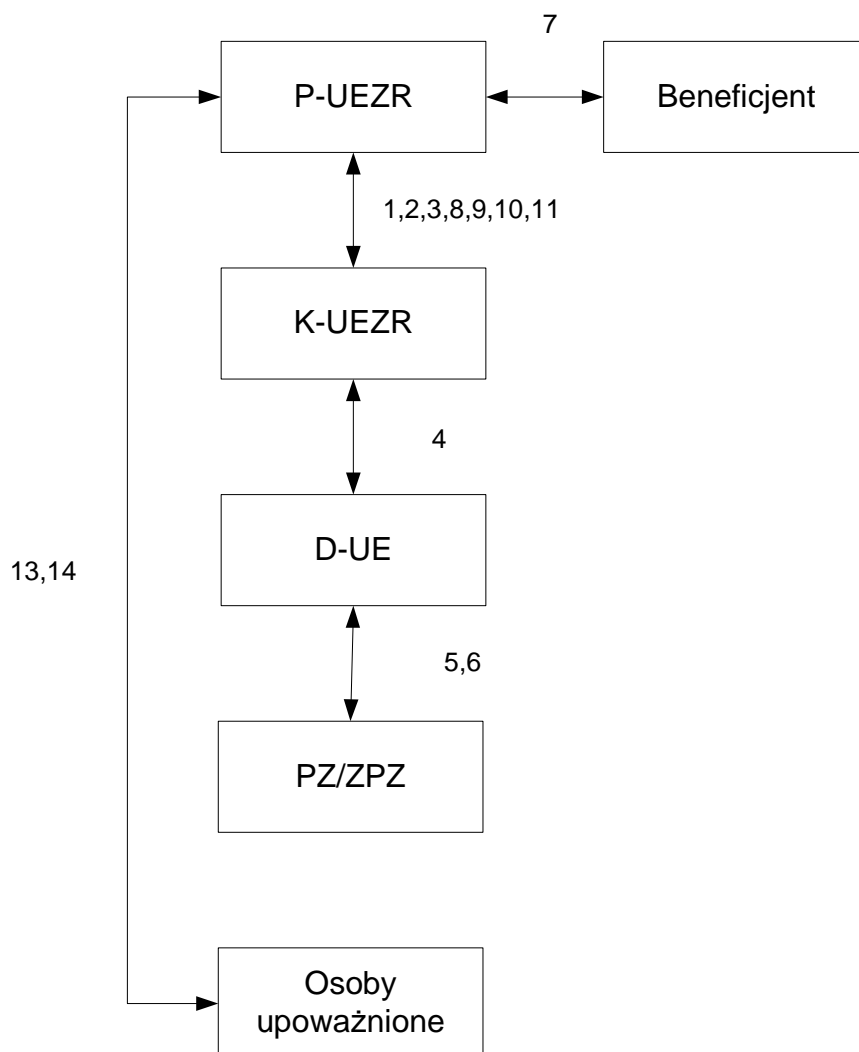 7
P-UEZR
Beneficjent
1,2,3,8,9,10,11
K-UEZR
4
D-UE
13,14
5,6
PZ/ZPZ
Osoby
upoważnione